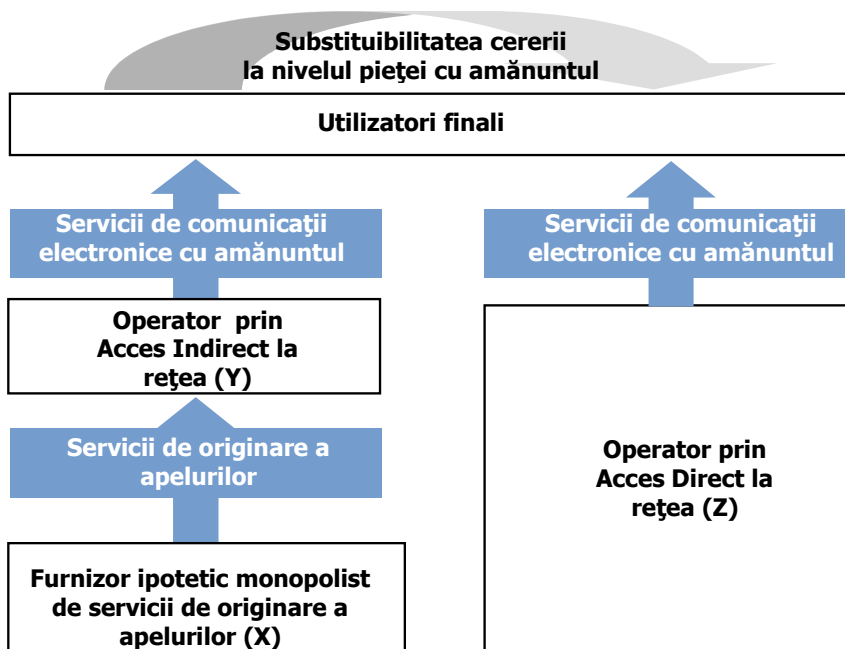 Substituibilitatea cererii
la nivelul pieţei cu amănuntul
Utilizatori finali
Servicii de comunicaţii
electronice cu amănuntul
Servicii de comunicaţii
electronice cu amănuntul
Operator prin
Acces Indirect la
reţea (Y)
Servicii de originare a
apelurilor
Operator prin
Acces Direct la
reţea (Z)
Furnizor ipotetic monopolist
de servicii de originare a
apelurilor (X)